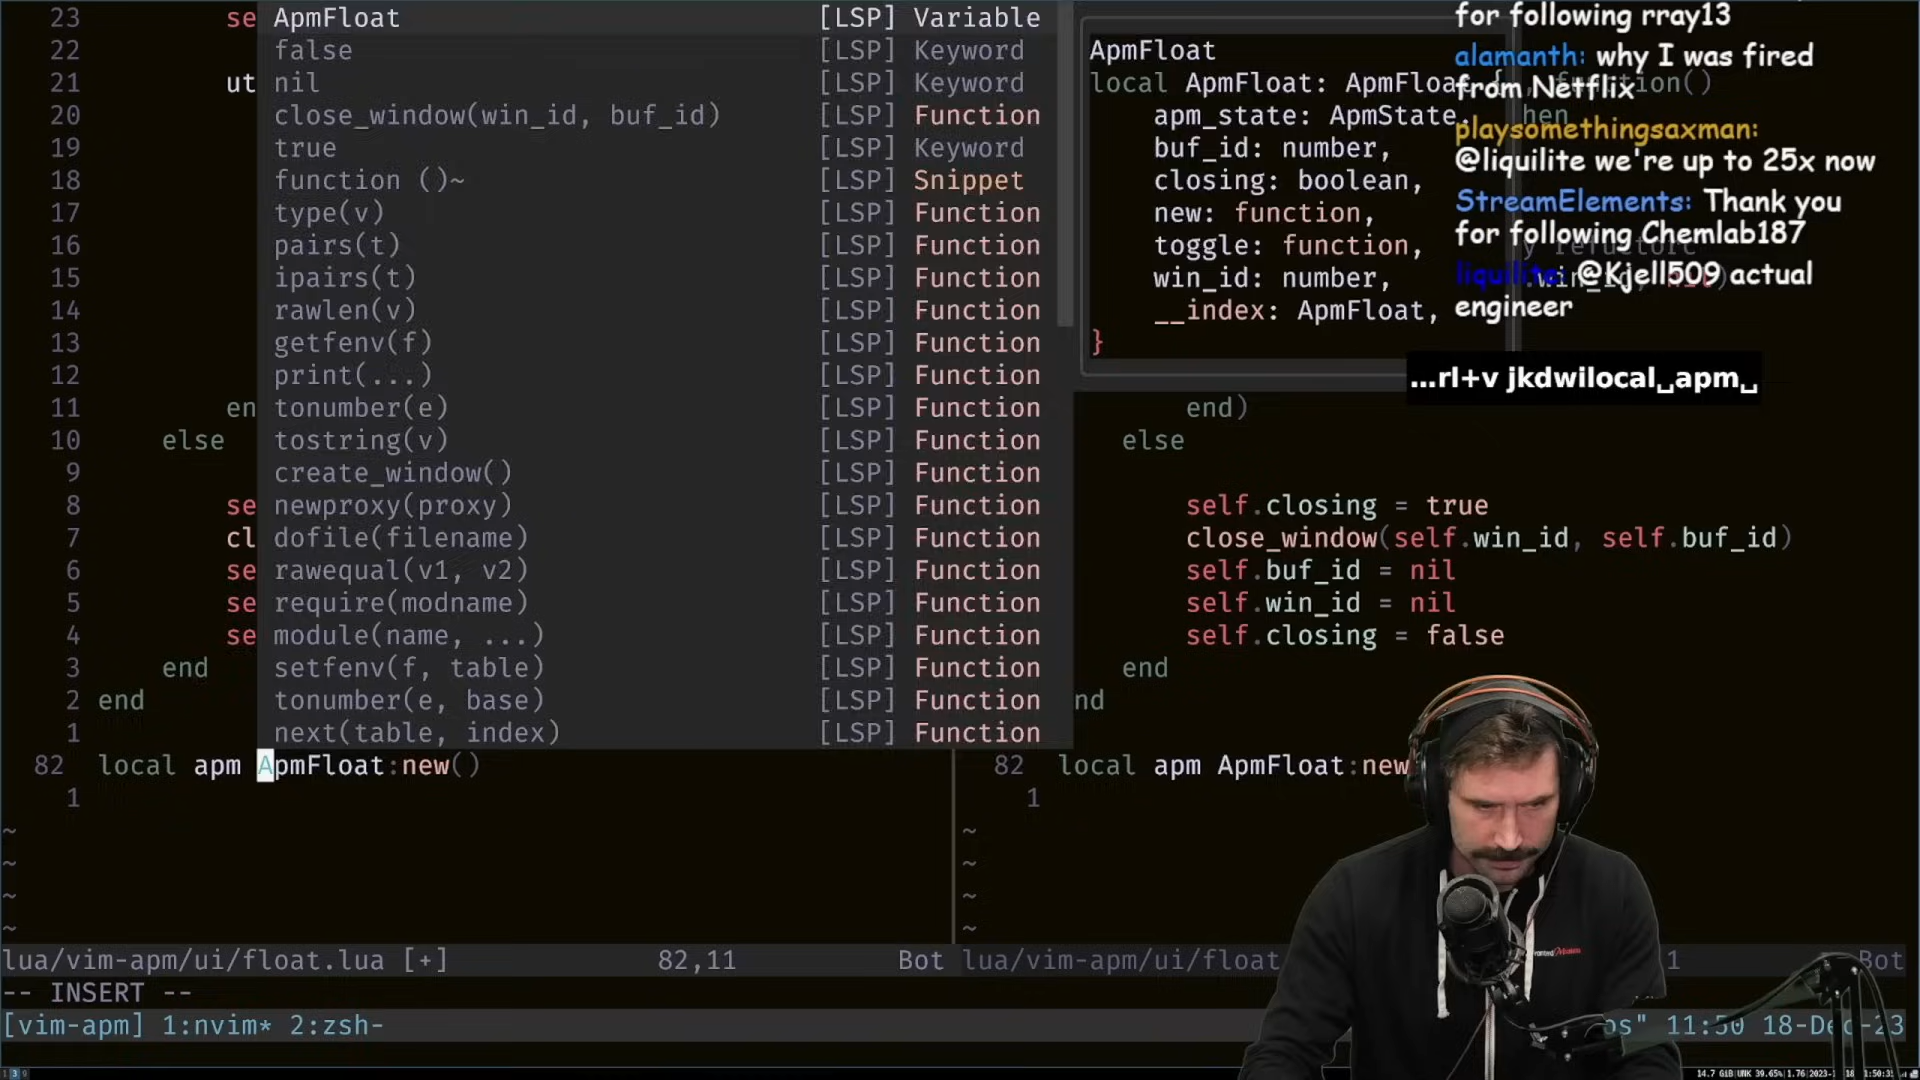 23 se ApmFloat [LSP] Variable
22 false [LSP] Keyword
21 ut nil [LSP] Keyword
20 close_window(win_id, buf_id) [LSP] Function
19 true [LSP] Keyword
18 function ()~ [LSP] Snippet
17 type(v) [LSP] Function
16 pairs(t) [LSP] Function
15 ipairs(t) [LSP] Function
14 rawlen(v) [LSP] Function
13 getfenv(f) [LSP] Function
12 print(...) [LSP] Function
11 en tonumber(e) [LSP] Function
10 else tostring(v) [LSP] Function
9 create_window() [LSP] Function
8 se newproxy(proxy) [LSP] Function
7 cl dofile(filename) [LSP] Function
6 se rawequal(v1, v2) [LSP] Function
5 se require(modname) [LSP] Function
4 se module(name, ...) [LSP] Function
3 end setfenv(f, table) [LSP] Function
2 end tonumber(e, base) [LSP] Function
1 next(table, index) [LSP] Function
82 local apm ApmFloat:new()
1
~
~
~
~
ApmFloat
local ApmFloat: ApmFloat function()
apm_state: ApmState, hen
buf_id: number,
closing: boolean,
new: function,
toggle: function,
win_id: number,
__index: ApmFloat,
}
end)
else
self.closing = true
close_window(self.win_id, self.buf_id)
self.buf_id = nil
self.win_id = nil
self.closing = false
end
nd
82 local apm ApmFloat:new
1
~
~
~
~
for following rray13
alamanth: why I was fired
from Netflix
playsomethingsaxman:
@liquilite we're up to 25x now
StreamElements: Thank you
for following Chemlab187
liquilite: @Kjell509 actual
engineer
...rl+v jkdwilocal␣apm␣
lua/vim-apm/ui/float.lua [+] 82,11 Bot
lua/vim-apm/ui/float 1 Bot
-- INSERT --
[vim-apm] 1:nvim* 2:zsh- os" 11:50 18-Dec-23